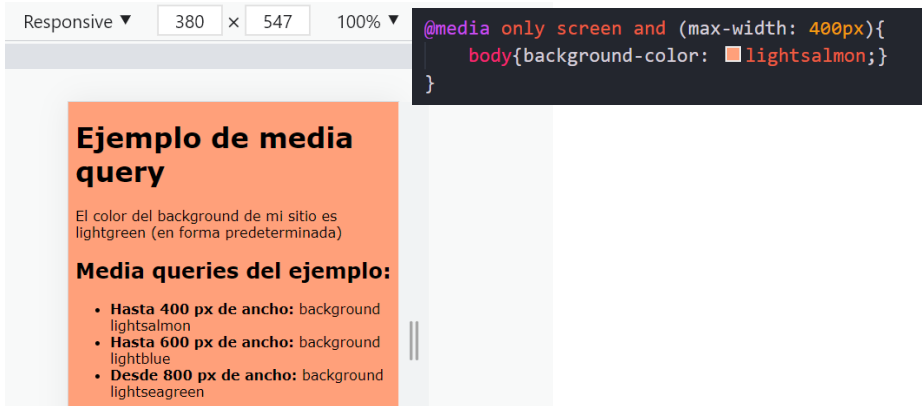 Responsive ▼ 380 × 547 100% ▼
@media only screen and (max-width: 400px){
body{background-color: lightsalmon;}
}
Ejemplo de media
query
El color del background de mi sitio es
lightgreen (en forma predeterminada)
Media queries del ejemplo:
• Hasta 400 px de ancho: background
lightsalmon
• Hasta 600 px de ancho: background
lightblue
• Desde 800 px de ancho: background
lightseagreen